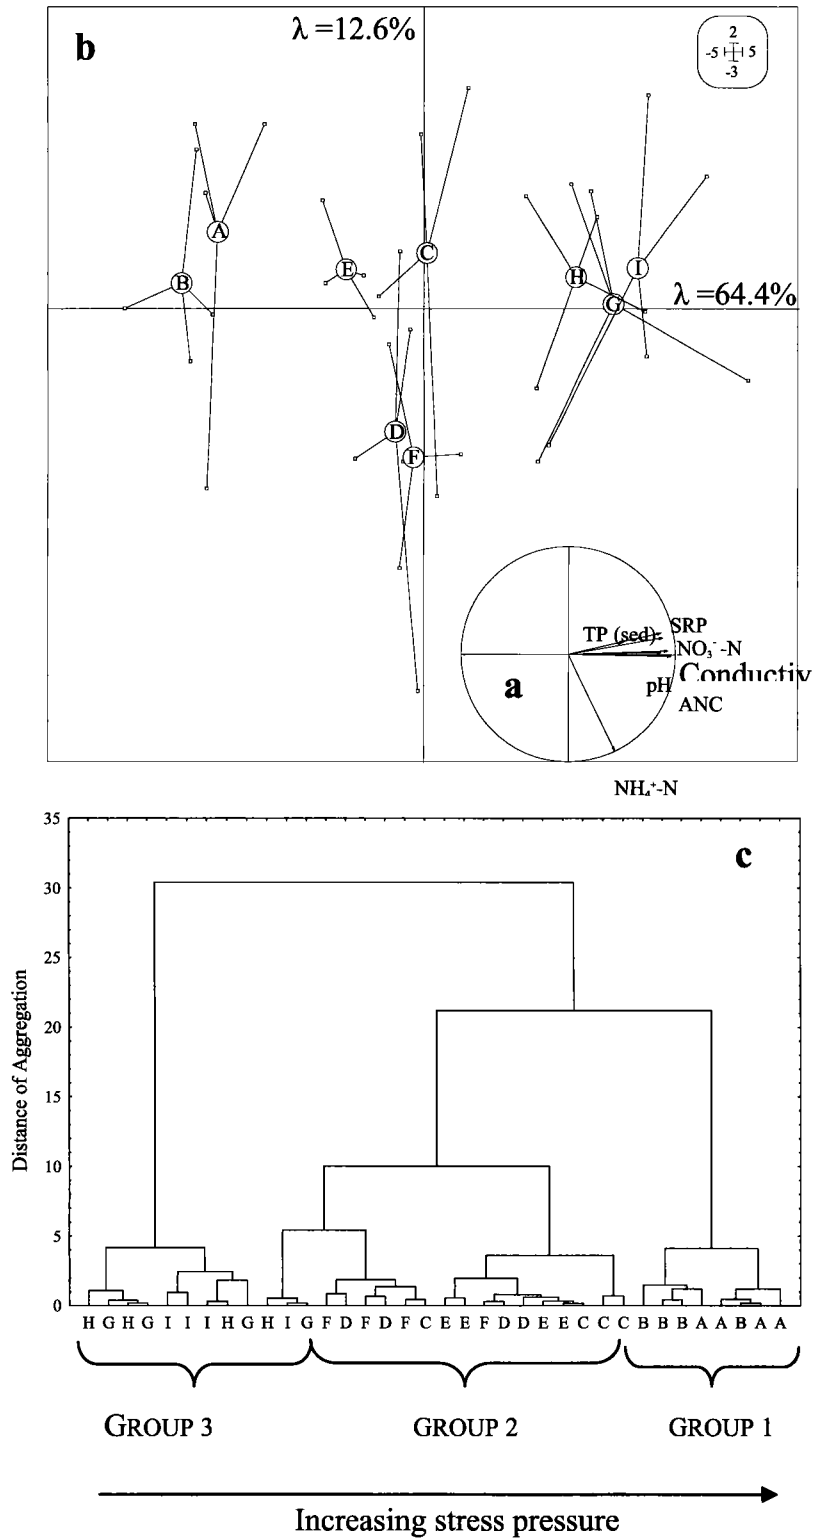 b
λ =12.6%
2
-5 5
-3
A
B
E
C
H
I
G
λ =64.4%
D
F
a
TP (sed)
SRP
NO₃⁻-N
Conductiv
pH
ANC
NH₄⁺-N
c
Distance of Aggregation
35
30
25
20
15
10
5
0
H G H G I I I H G H I G F D F D F C E E F D D E E C C C B B B A A B A A
GROUP 3 GROUP 2 GROUP 1
Increasing stress pressure